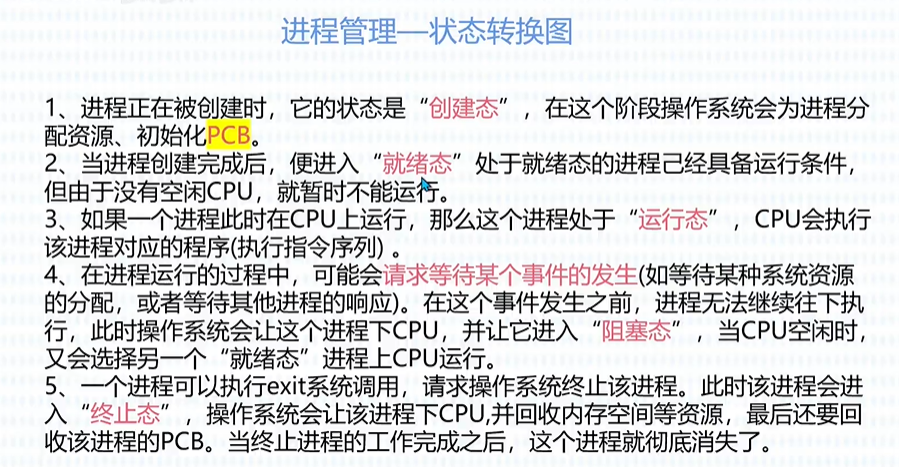 进程管理—状态转换图
1、进程正在被创建时，它的状态是“创建态”，在这个阶段操作系统会为进程分
配资源、初始化PCB。
2、当进程创建完成后，便进入“就绪态”处于就绪态的进程己经具备运行条件，
但由于没有空闲CPU，就暂时不能运行。
3、如果一个进程此时在CPU上运行，那么这个进程处于“运行态”，CPU会执行
该进程对应的程序(执行指令序列) 。
4、在进程运行的过程中，可能会请求等待某个事件的发生(如等待某种系统资源
的分配，或者等待其他进程的响应)。在这个事件发生之前，进程无法继续往下执
行，此时操作系统会让这个进程下CPU，并让它进入“阻塞态”，当CPU空闲时，
又会选择另一个“就绪态”进程上CPU运行。
5、一个进程可以执行exit系统调用，请求操作系统终止该进程。此时该进程会进
入“终止态”，操作系统会让该进程下CPU,并回收内存空间等资源，最后还要回
收该进程的PCB。当终止进程的工作完成之后，这个进程就彻底消失了。